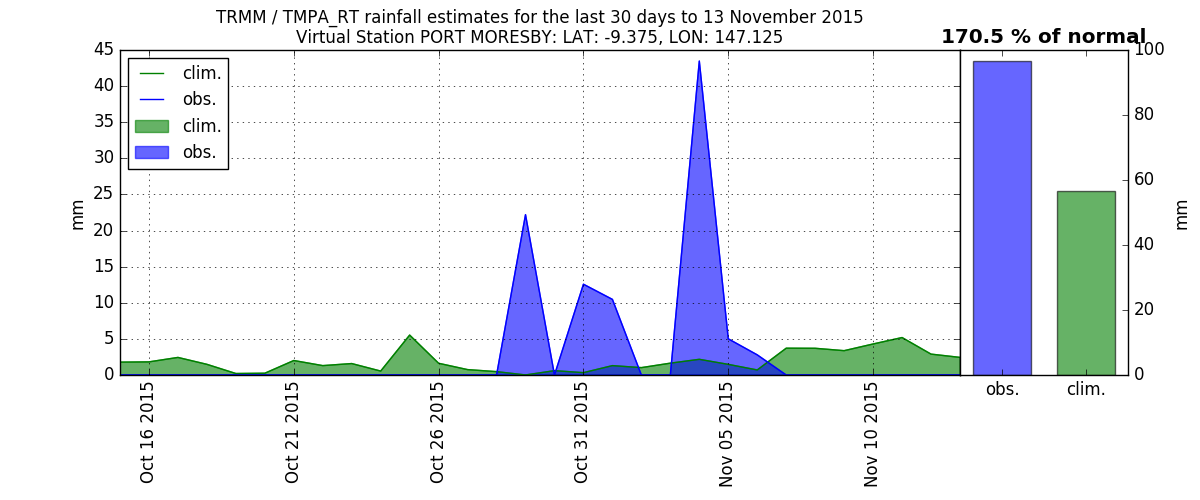 TRMM / TMPA_RT rainfall estimates for the last 30 days to 13 November 2015
Virtual Station PORT MORESBY: LAT: -9.375, LON: 147.125
170.5 % of normal
45
40
35
30
25
20
15
10
5
0
mm
clim.
obs.
clim.
obs.
Oct 16 2015
Oct 21 2015
Oct 26 2015
Oct 31 2015
Nov 05 2015
Nov 10 2015
100
80
60
40
20
0
mm
obs.
clim.